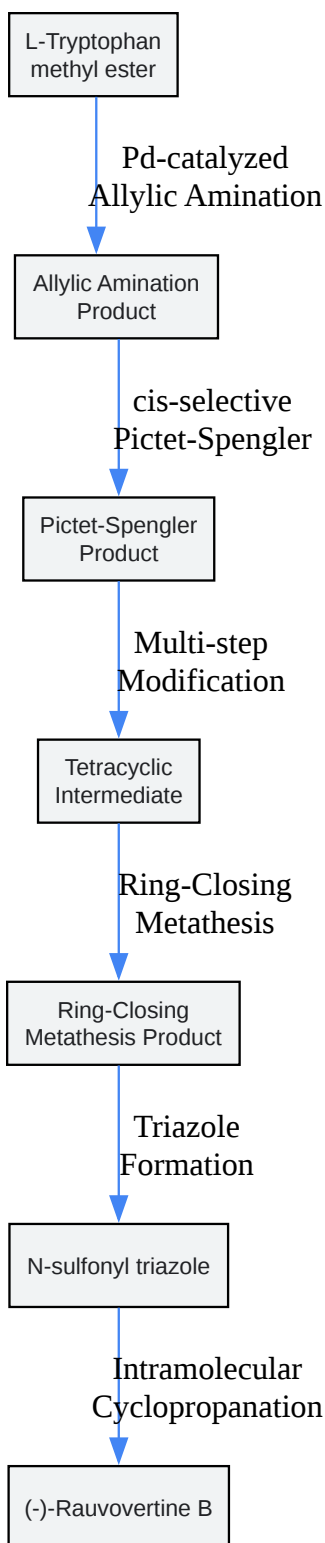 L-Tryptophan
methyl ester
Pd-catalyzed
Allylic Amination
Allylic Amination
Product
cis-selective
Pictet-Spengler
Pictet-Spengler
Product
Multi-step
Modification
Tetracyclic
Intermediate
Ring-Closing
Metathesis
Ring-Closing
Metathesis Product
Triazole
Formation
N-sulfonyl triazole
Intramolecular
Cyclopropanation
(-)-Rauvovertine B